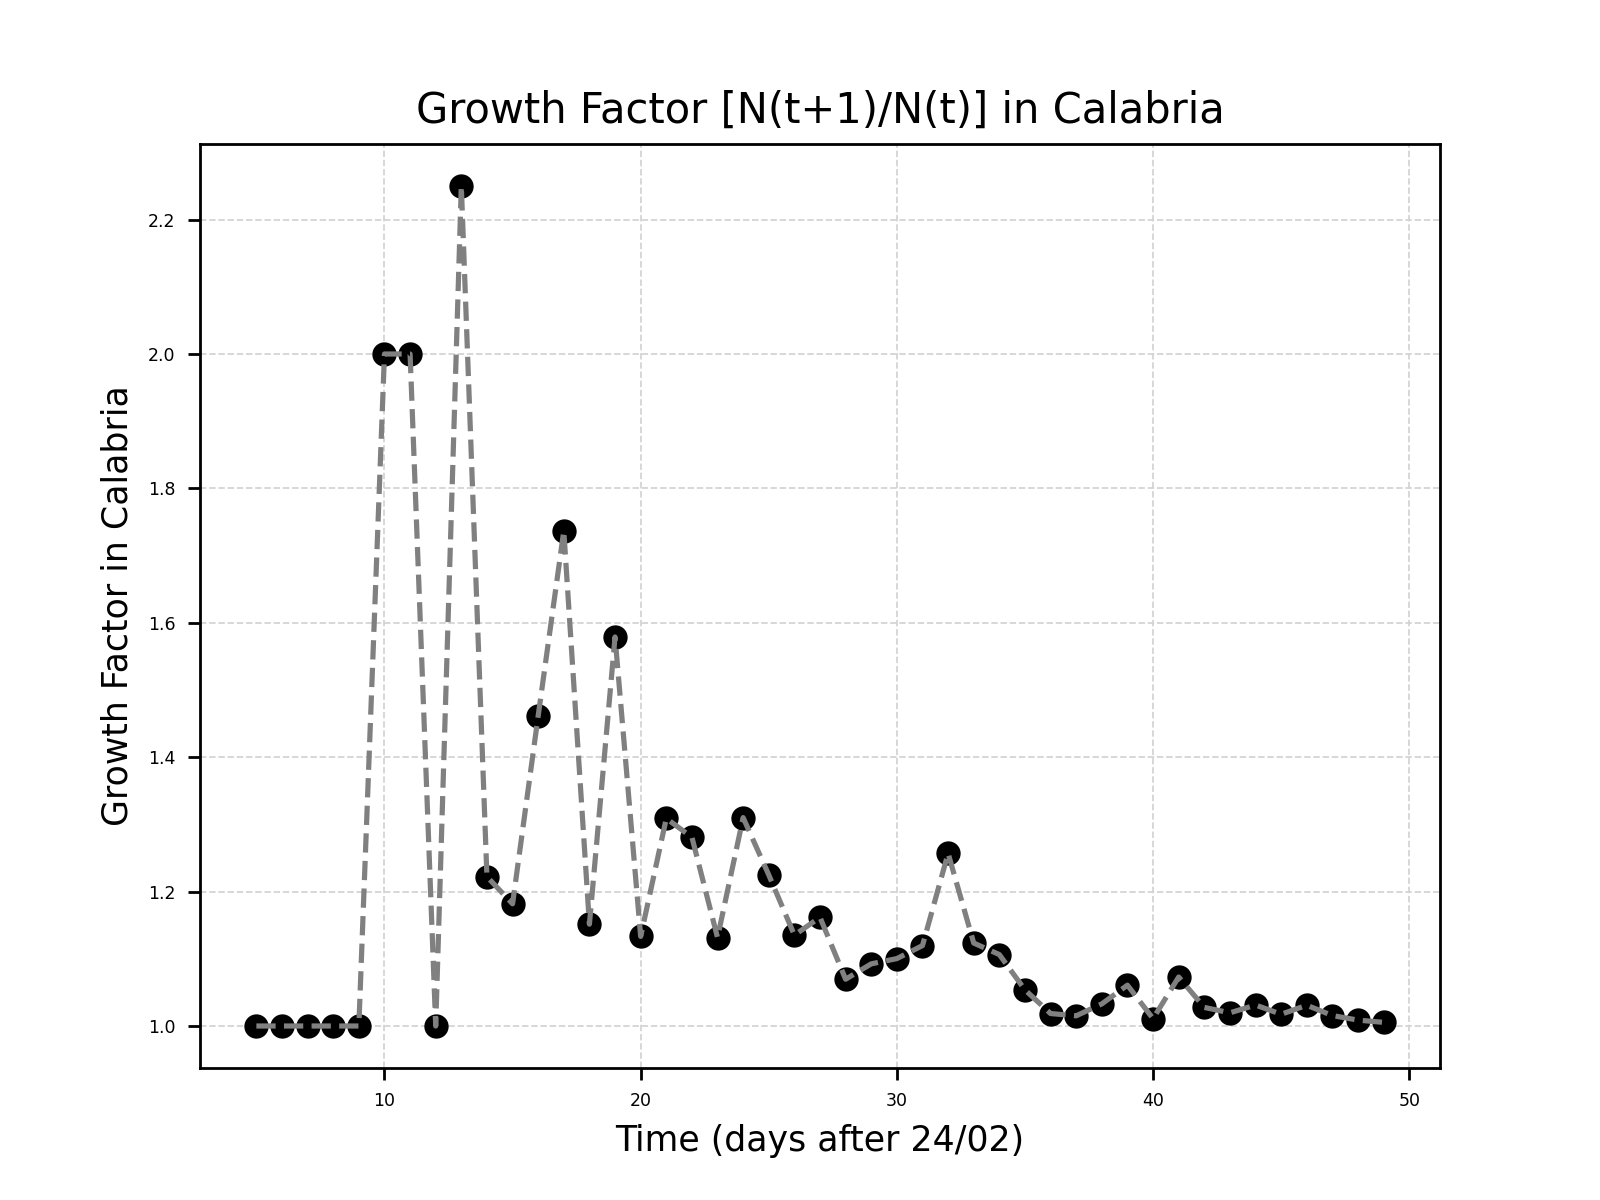 Growth Factor [N(t+1)/N(t)] in Calabria
Growth Factor in Calabria
2.2
2.0
1.8
1.6
1.4
1.2
1.0
10 20 30 40 50
Time (days after 24/02)